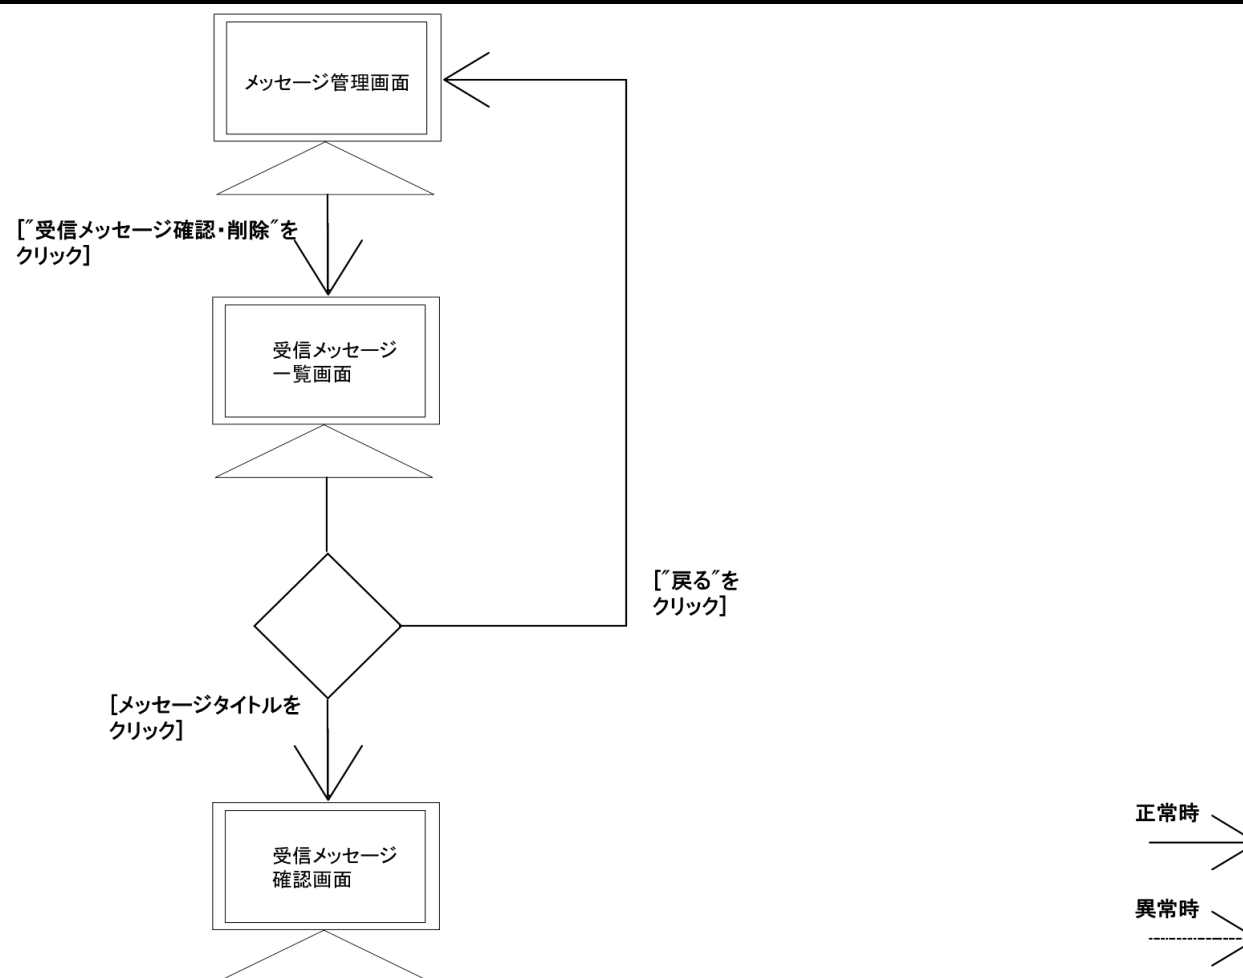 メッセージ管理画面
[″受信メッセージ確認・削除″を
クリック]
受信メッセージ
一覧画面
[″戻る″を
クリック]
[メッセージタイトルを
クリック]
受信メッセージ
確認画面
正常時
異常時